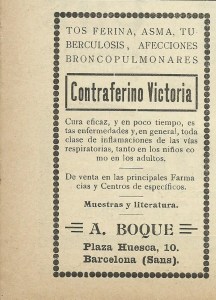 TOS FERINA, ASMA, TU-
BERCULOSIS, AFECCIONES
BRONCOPULMONARES
Contraferino Victoria
Cura eficaz, y en poco tiempo, es-
tas enfermedades y, en general, toda
clase de inflamaciones de las vías
respiratorias, tanto en los niños co-
mo en los adultos.
De venta en las principales Farma-
cias y Centros de específicos.
Muestras y literatura.
A. BOQUE
Plaza Huesca, 10.
Barcelona (Sans).